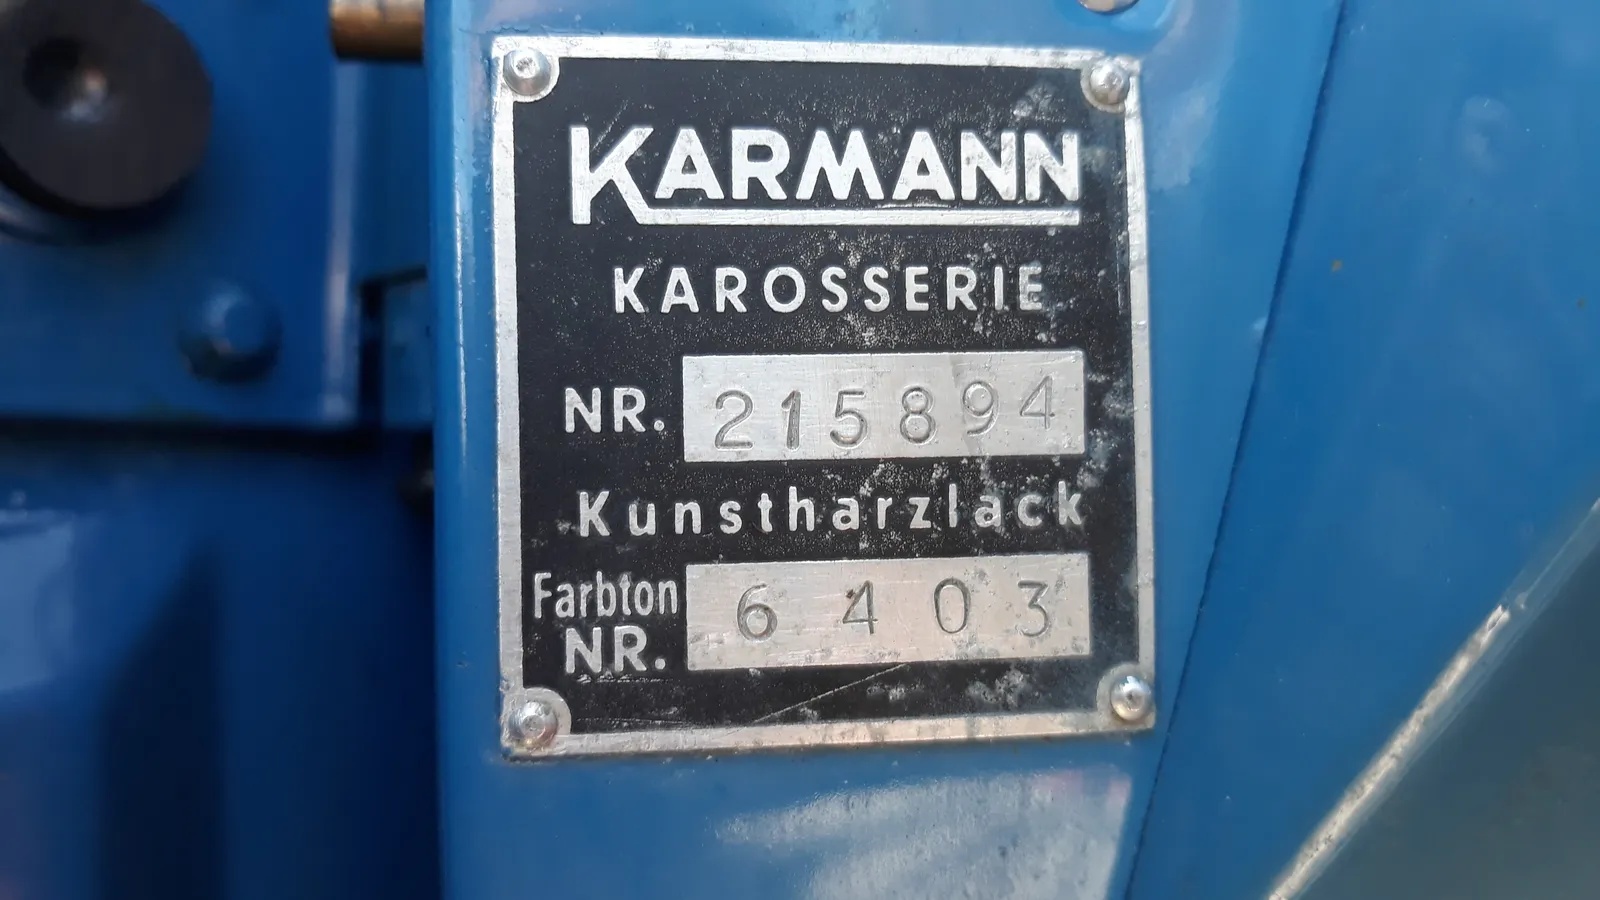 KARMANN
KAROSSERIE
NR. 215894
Kunstharzlack
Farbton
NR. 6403